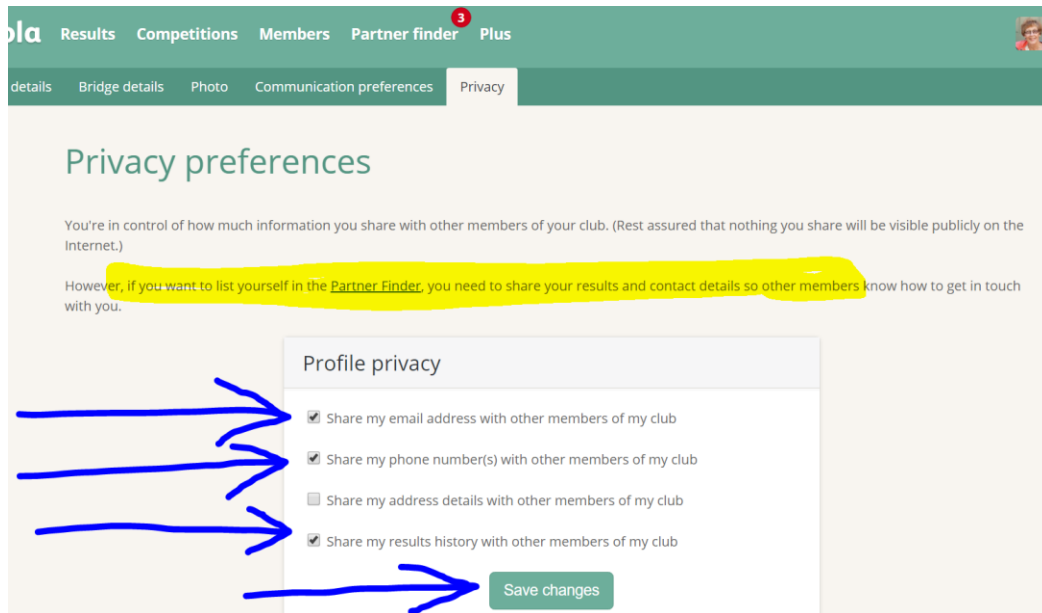 ola Results Competitions Members Partner finder 3 Plus
details Bridge details Photo Communication preferences Privacy
Privacy preferences
You're in control of how much information you share with other members of your club. (Rest assured that nothing you share will be visible publicly on the
Internet.)
However, if you want to list yourself in the Partner Finder, you need to share your results and contact details so other members know how to get in touch
with you.
Profile privacy
Share my email address with other members of my club
Share my phone number(s) with other members of my club
Share my address details with other members of my club
Share my results history with other members of my club
Save changes